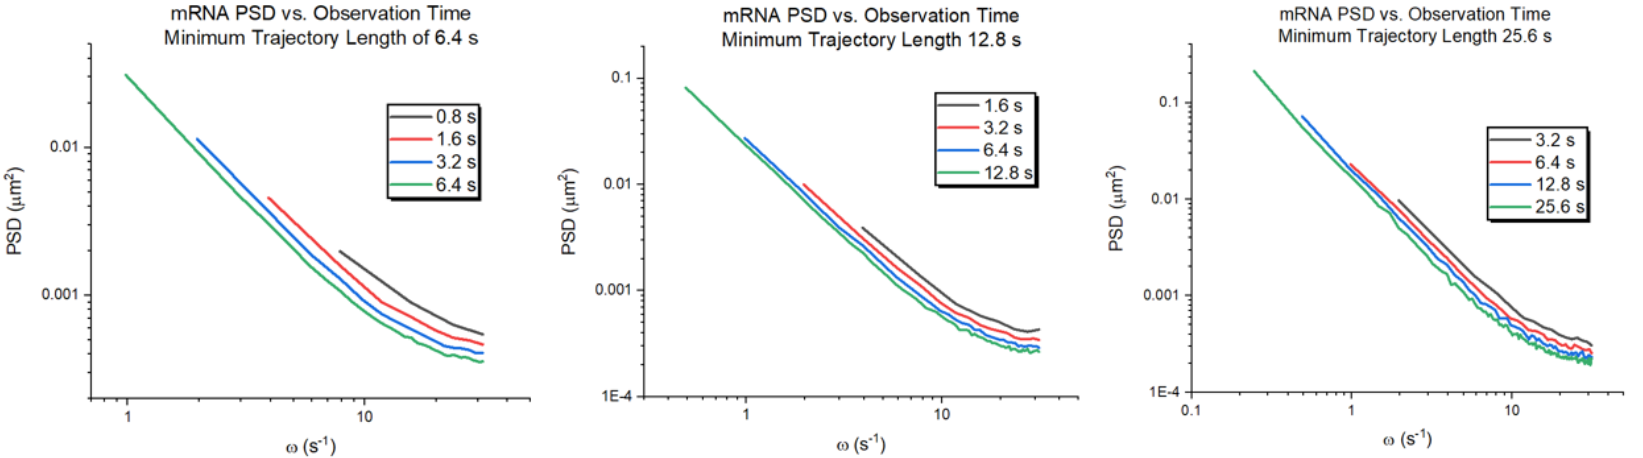 mRNA PSD vs. Observation Time
Minimum Trajectory Length of 6.4 s
0.8 s
1.6 s
3.2 s
6.4 s
0.01
0.001
PSD (μm²)
1
10
ω (s⁻¹)
mRNA PSD vs. Observation Time
Minimum Trajectory Length 12.8 s
1.6 s
3.2 s
6.4 s
12.8 s
0.1
0.01
0.001
1E-4
PSD (μm²)
1
10
ω (s⁻¹)
mRNA PSD vs. Observation Time
Minimum Trajectory Length 25.6 s
3.2 s
6.4 s
12.8 s
25.6 s
0.1
0.01
0.001
1E-4
PSD (μm²)
0.1
1
10
ω (s⁻¹)